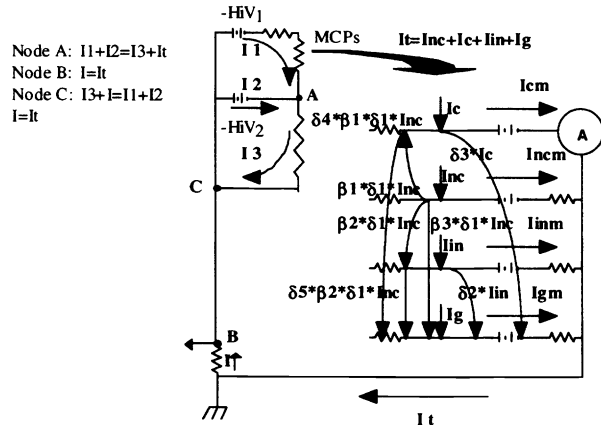 -HiV1
I 1
MCPs
It=Inc+Ic+Iin+Ig
Node A: I1+I2=I3+It
Node B: I=It
Node C: I3+I=I1+I2
I=It
I 2
A
-HiV2
I 3
C
B
I
I t
Icm
Ic
A
δ4*β1*δ1*Inc
δ3*Ic
Incm
Inc
β1*δ1*Inc
β2*δ1*Inc
β3*δ1*Inc
Iinm
Iin
δ5*β2*δ1*Inc
δ2*Iin
Igm
Ig